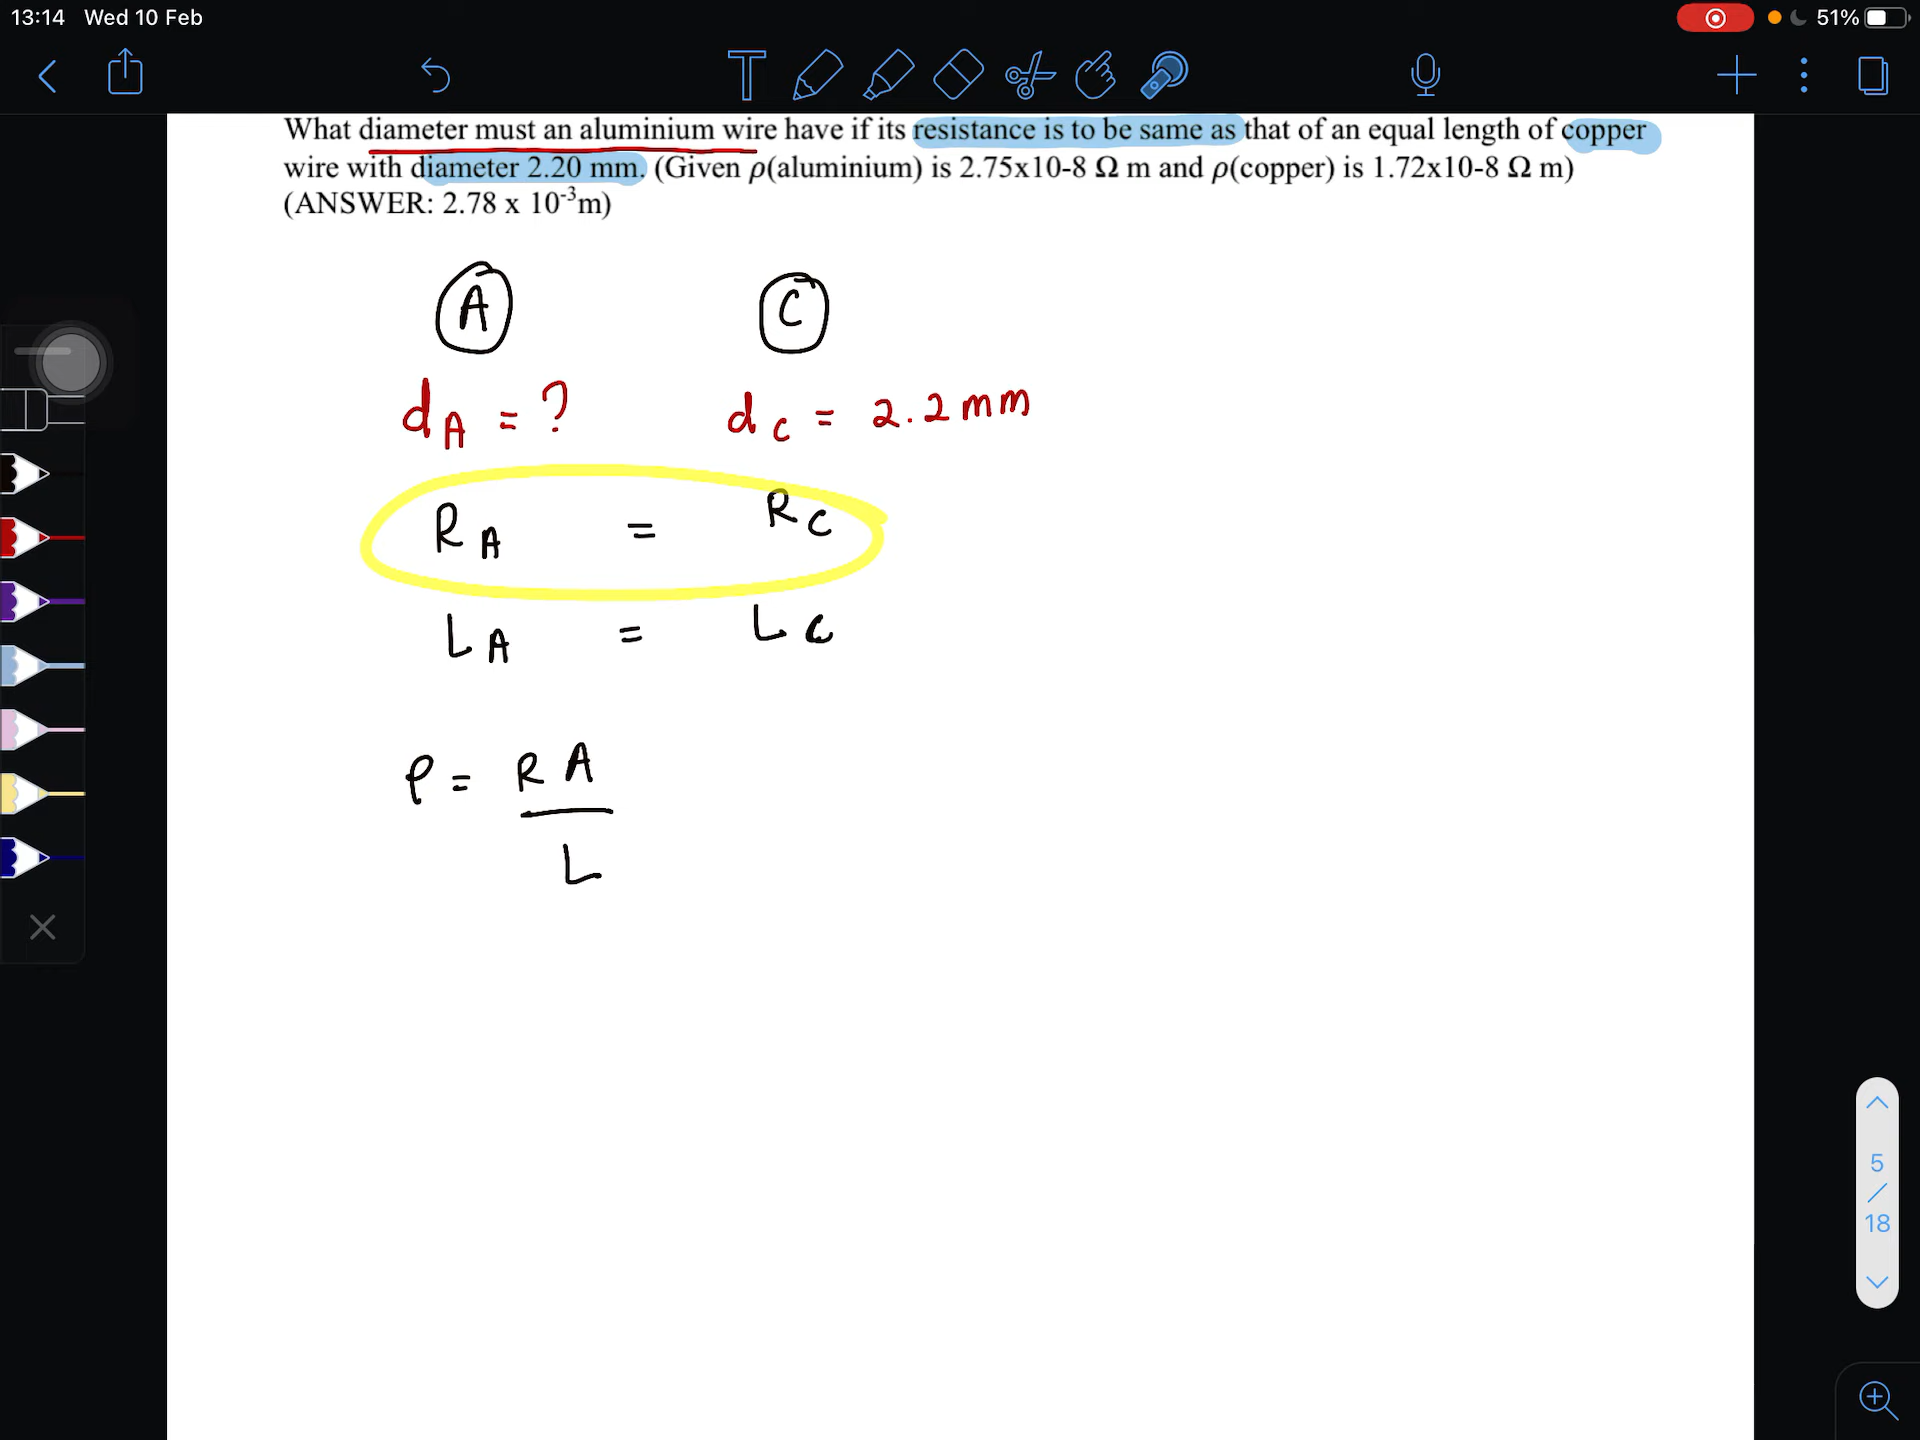 13:14 Wed 10 Feb
51%
T
What diameter must an aluminium wire have if its resistance is to be same as that of an equal length of copper
wire with diameter 2.20 mm. (Given ρ(aluminium) is 2.75x10-8 Ω m and ρ(copper) is 1.72x10-8 Ω m)
(ANSWER: 2.78 x 10⁻³m)
A C
dA = ? dC = 2.2mm
RA = RC
LA = LC
ρ = RA
L
5
/
18